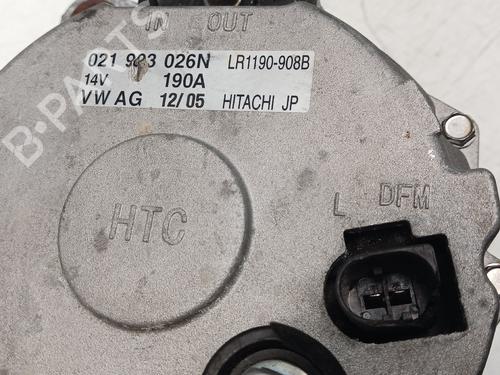 IN OUT
021 903 026N LR1190-908B
14V 190A
VW AG 12/05 HITACHI JP
L DFM
HTC
B-PARTS